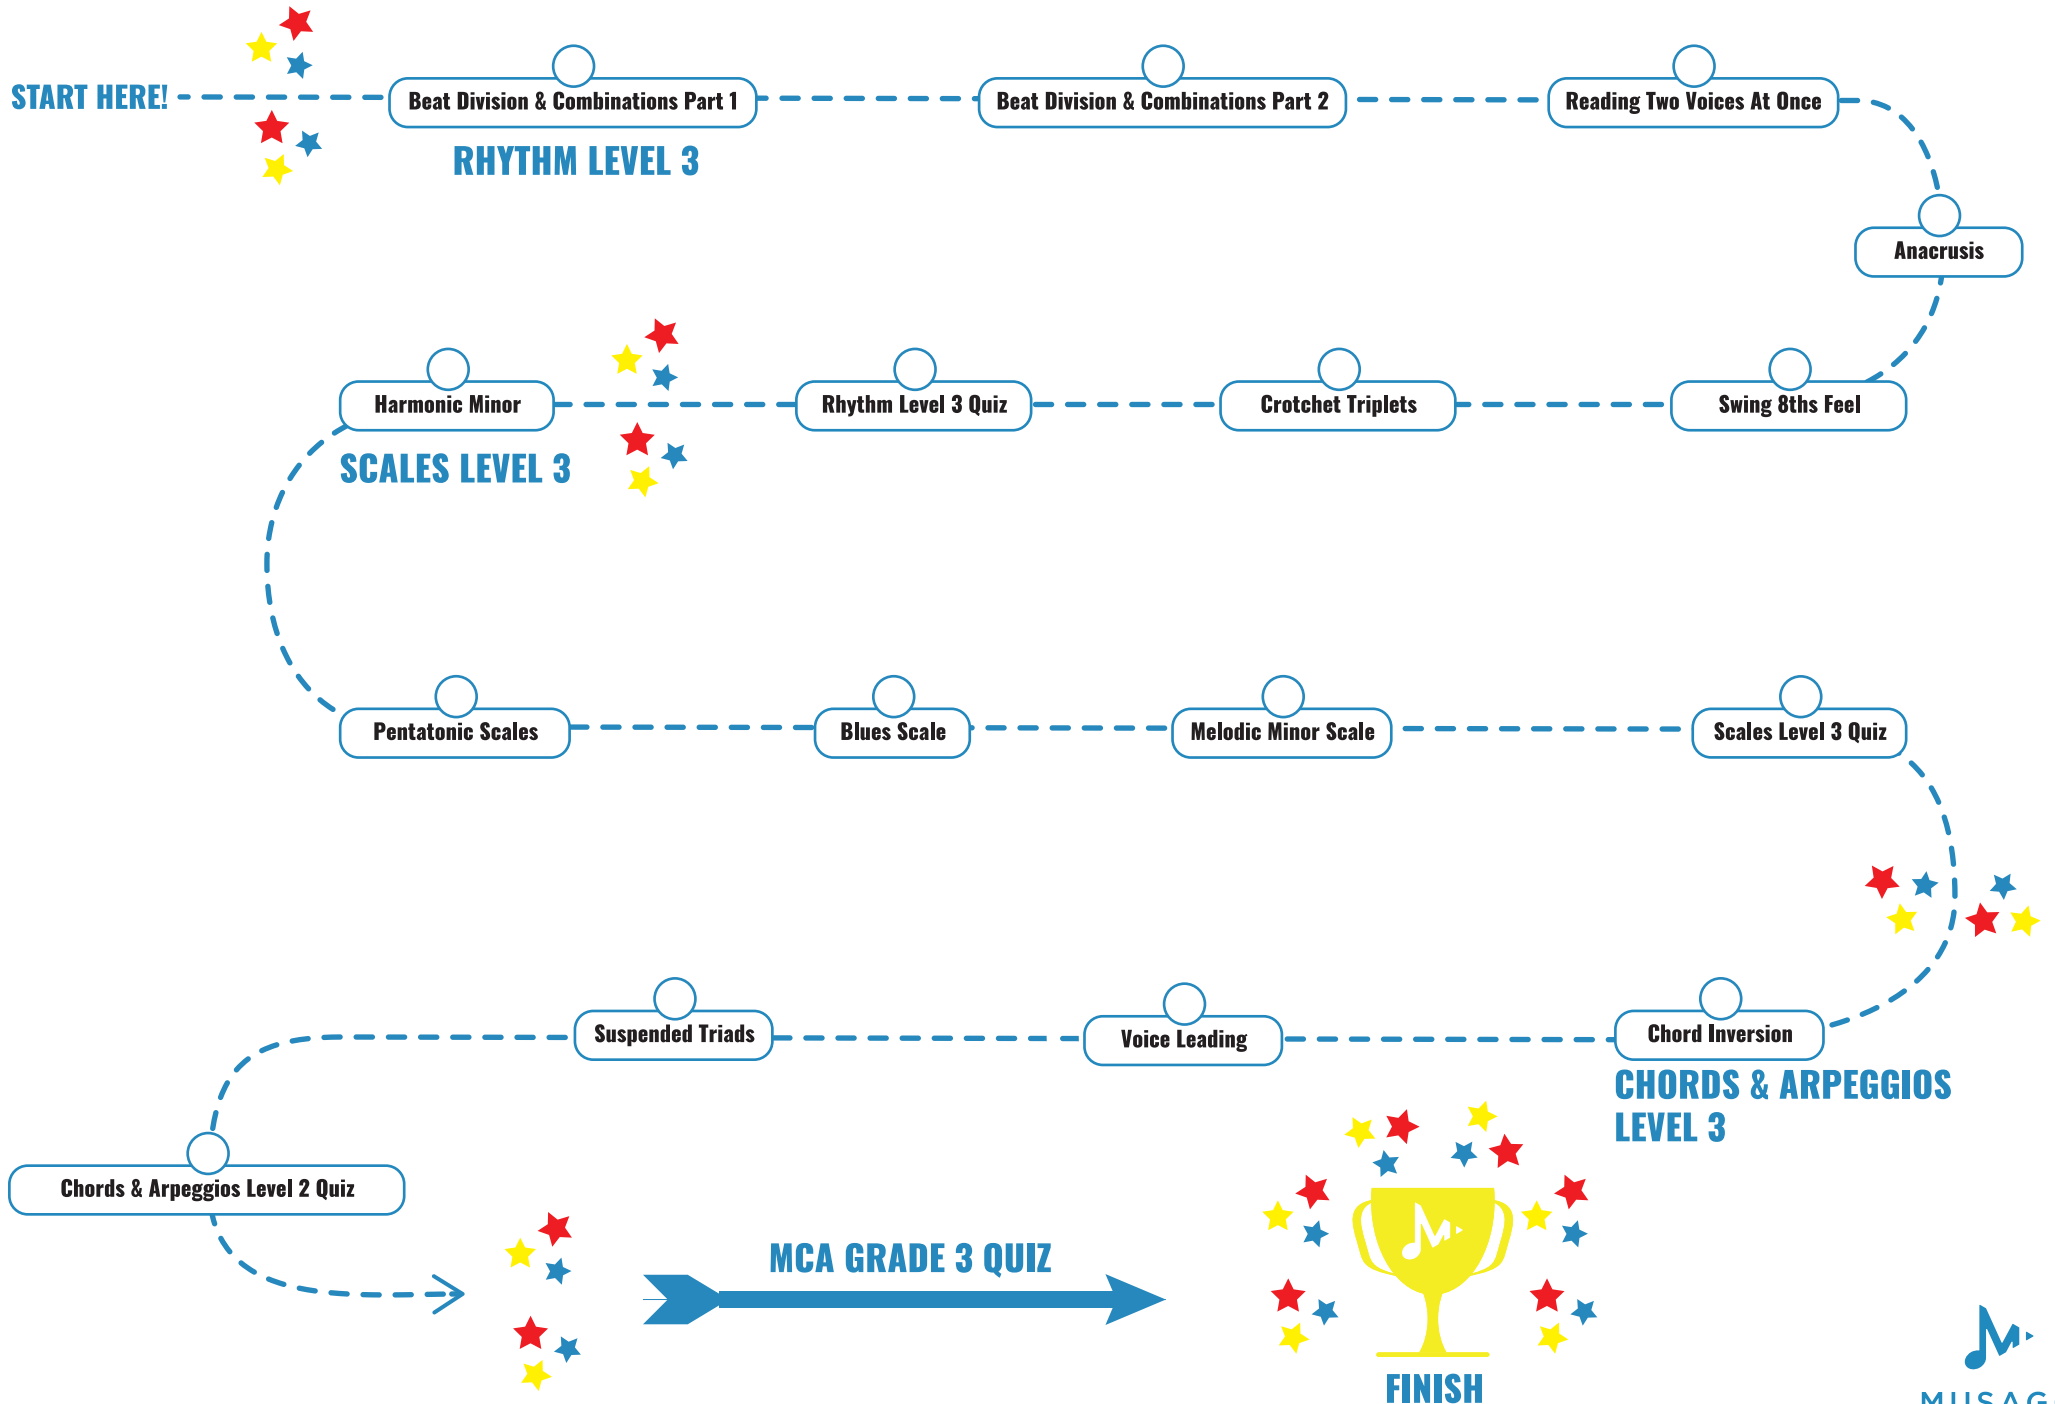 START HERE!
Beat Division & Combinations Part 1
Beat Division & Combinations Part 2
Reading Two Voices At Once
RHYTHM LEVEL 3
Anacrusis
Swing 8ths Feel
Crotchet Triplets
Rhythm Level 3 Quiz
Harmonic Minor
SCALES LEVEL 3
Pentatonic Scales
Blues Scale
Melodic Minor Scale
Scales Level 3 Quiz
Chord Inversion
CHORDS & ARPEGGIOS
LEVEL 3
Voice Leading
Suspended Triads
Chords & Arpeggios Level 2 Quiz
MCA GRADE 3 QUIZ
FINISH